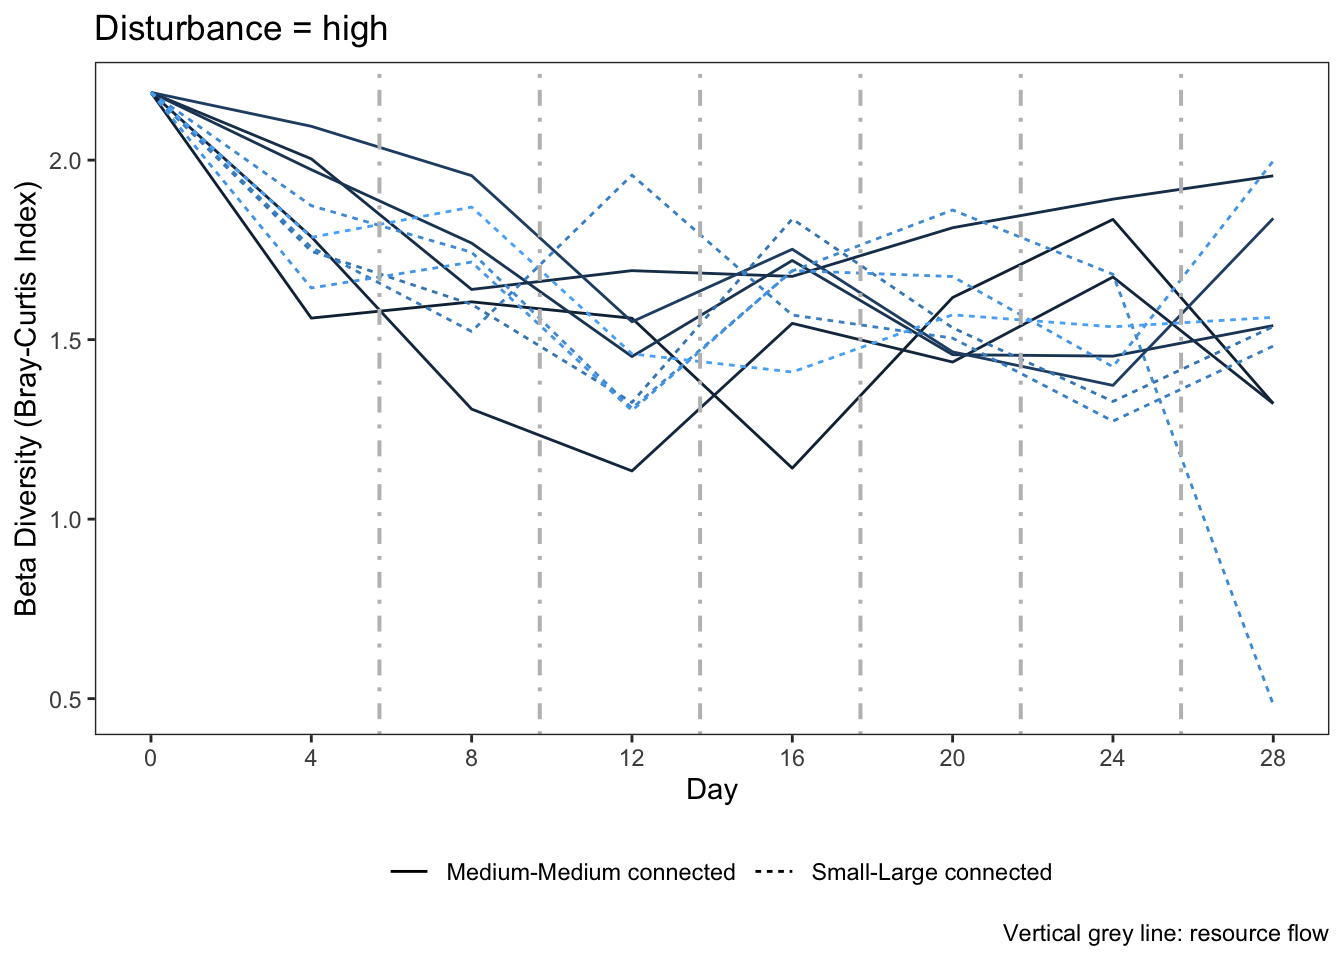 Disturbance = high
Beta Diversity (Bray-Curtis Index)
2.0
1.5
1.0
0.5
0 4 8 12 16 20 24 28
Day
Medium-Medium connected Small-Large connected
Vertical grey line: resource flow